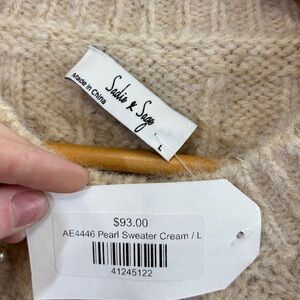 Sadie & Sage
Made in China
L
$93.00
AE4446 Pearl Sweater Cream / L
41245122